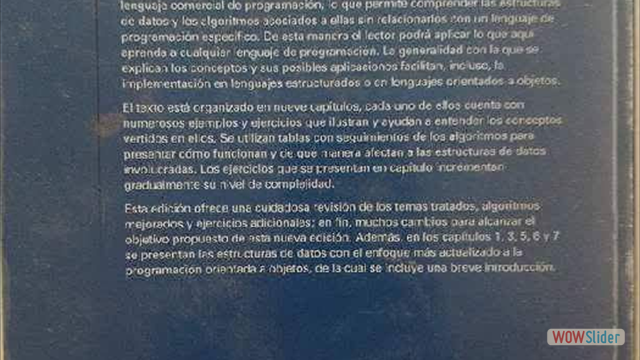 lenguaje comercial de programación, lo que permite comprender las estructuras
de datos y los algoritmos asociados a ellas sin relacionarlos con un lenguaje de
programación específico. De esta manera el lector podrá aplicar lo que aquí
aprenda a cualquier lenguaje de programación. La generalidad con la que se
explican los conceptos y sus posibles aplicaciones facilitan, incluso, la
implementación en lenguajes estructurados o en lenguajes orientados a objetos.
El texto está organizado en nueve capítulos, cada uno de ellos cuenta con
numerosos ejemplos y ejercicios que ilustran y ayudan a entender los conceptos
vertidos en ellos. Se utilizan tablas con seguimientos de los algoritmos para
presentar cómo funcionan y de qué manera afectan a las estructuras de datos
involucradas. Los ejercicios que se presentan en capítulo incrementan
gradualmente su nivel de complejidad.
Esta edición ofrece una cuidadosa revisión de los temas tratados, algoritmos
mejorados y ejercicios adicionales; en fin, muchos cambios para alcanzar el
objetivo propuesto de esta nueva edición. Además, en los capítulos 1, 3, 5, 6 y 7
se presentan las estructuras de datos con el enfoque más actualizado a la
programación orientada a objetos, de la cual se incluye una breve introducción.
WOWSlider